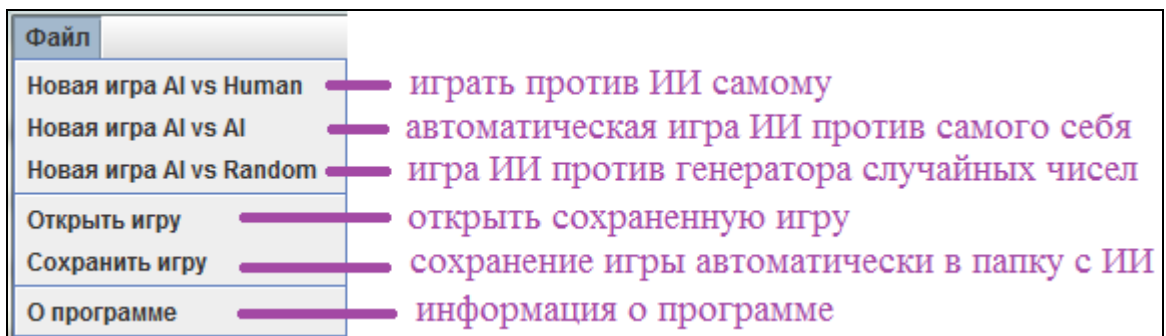 Файл
Новая игра AI vs Human играть против ИИ самому
Новая игра AI vs AI автоматическая игра ИИ против самого себя
Новая игра AI vs Random игра ИИ против генератора случайных чисел
Открыть игру открыть сохраненную игру
Сохранить игру сохранение игры автоматически в папку с ИИ
О программе информация о программе